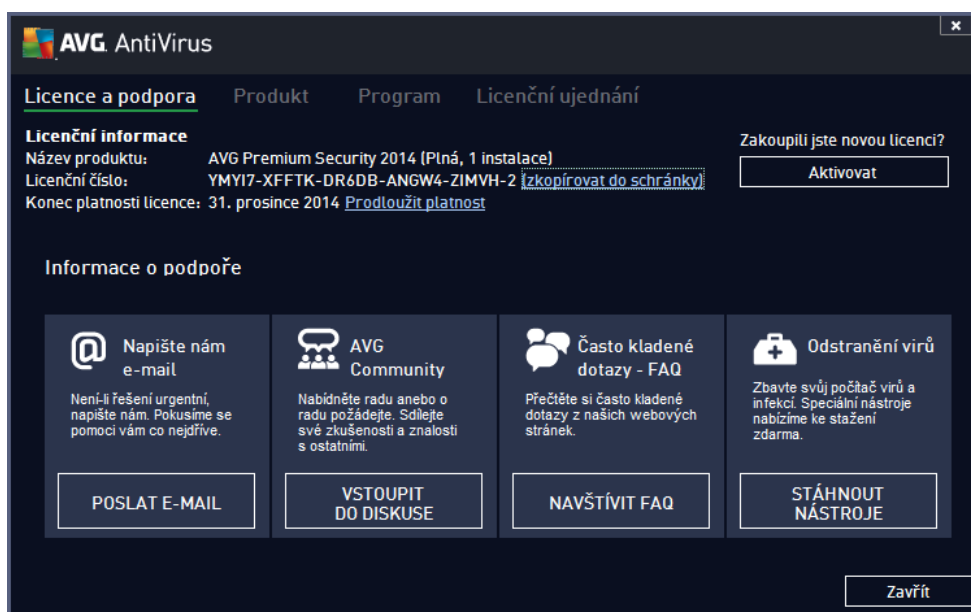 AVG. AntiVirus
Licence a podpora Produkt Program Licenční ujednání
Licenční informace
Název produktu: AVG Premium Security 2014 (Plná, 1 instalace)
Licenční číslo: YMYI7-XFFTK-DR6DB-ANGW4-ZIMVH-2 (zkopírovat do schránky)
Konec platnosti licence: 31. prosince 2014 Prodloužit platnost
Zakoupili jste novou licenci?
Aktivovat
Informace o podpoře
Napište nám
e-mail
Není-li řešení urgentní,
napište nám. Pokusíme se
pomoci vám co nejdříve.
POSLAT E-MAIL
AVG
Community
Nabídněte radu anebo o
radu požádejte. Sdílejte
své zkušenosti a znalosti
s ostatními.
VSTOUPIT
DO DISKUSE
Často kladené
dotazy - FAQ
Přečtěte si často kladené
dotazy z našich webových
stránek.
NAVŠTÍVIT FAQ
Odstranění virů
Zbavte svůj počítač virů a
infekcí. Speciální nástroje
nabízíme ke stažení
zdarma.
STÁHNOUT
NÁSTROJE
Zavřít